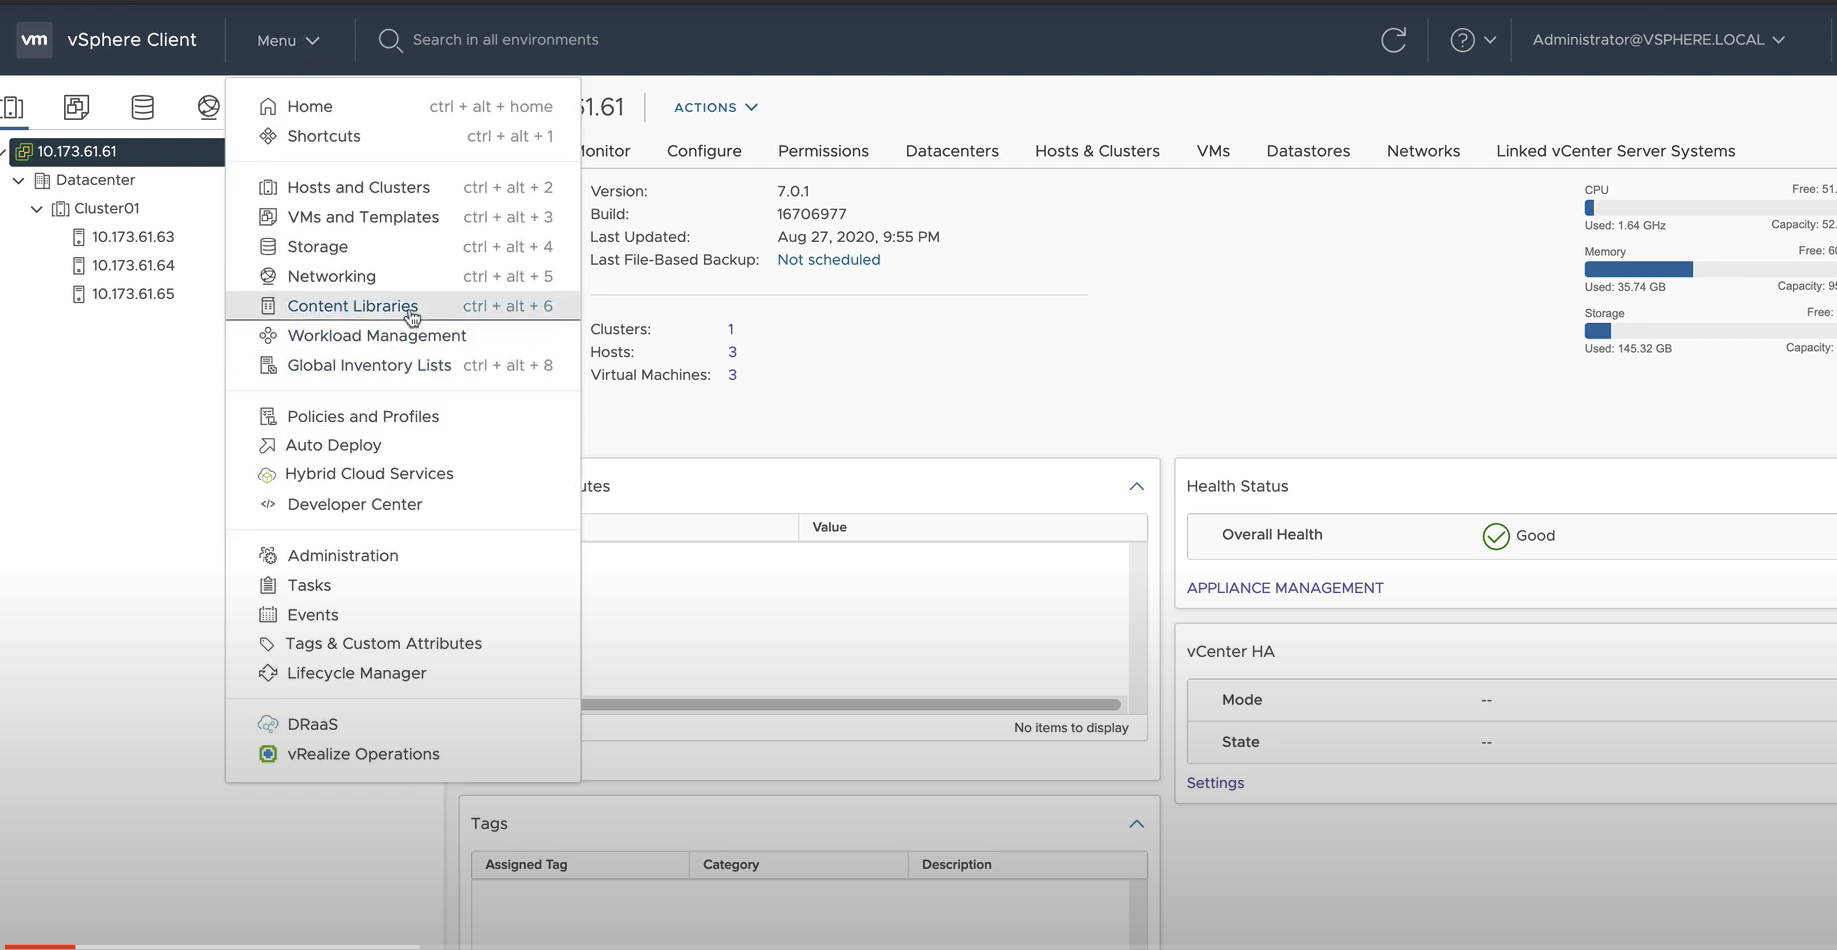 vm vSphere Client Menu Search in all environments Administrator@VSPHERE.LOCAL
Home ctrl + alt + home
Shortcuts ctrl + alt + 1
Hosts and Clusters ctrl + alt + 2
VMs and Templates ctrl + alt + 3
Storage ctrl + alt + 4
Networking ctrl + alt + 5
Content Libraries ctrl + alt + 6
Workload Management
Global Inventory Lists ctrl + alt + 8
Policies and Profiles
Auto Deploy
Hybrid Cloud Services
Developer Center
Administration
Tasks
Events
Tags & Custom Attributes
Lifecycle Manager
DRaaS
vRealize Operations
10.173.61.61
Datacenter
Cluster01
10.173.61.63
10.173.61.64
10.173.61.65
51.61 ACTIONS
Monitor Configure Permissions Datacenters Hosts & Clusters VMs Datastores Networks Linked vCenter Server Systems
Version: 7.0.1
Build: 16706977
Last Updated: Aug 27, 2020, 9:55 PM
Last File-Based Backup: Not scheduled
Clusters: 1
Hosts: 3
Virtual Machines: 3
CPU Free: 51.
Used: 1.64 GHz Capacity: 52.
Memory Free: 60
Used: 35.74 GB Capacity: 95
Storage Free:
Used: 145.32 GB Capacity:
utes
Value
No items to display
Health Status
Overall Health Good
APPLIANCE MANAGEMENT
vCenter HA
Mode --
State --
Settings
Tags
Assigned Tag Category Description